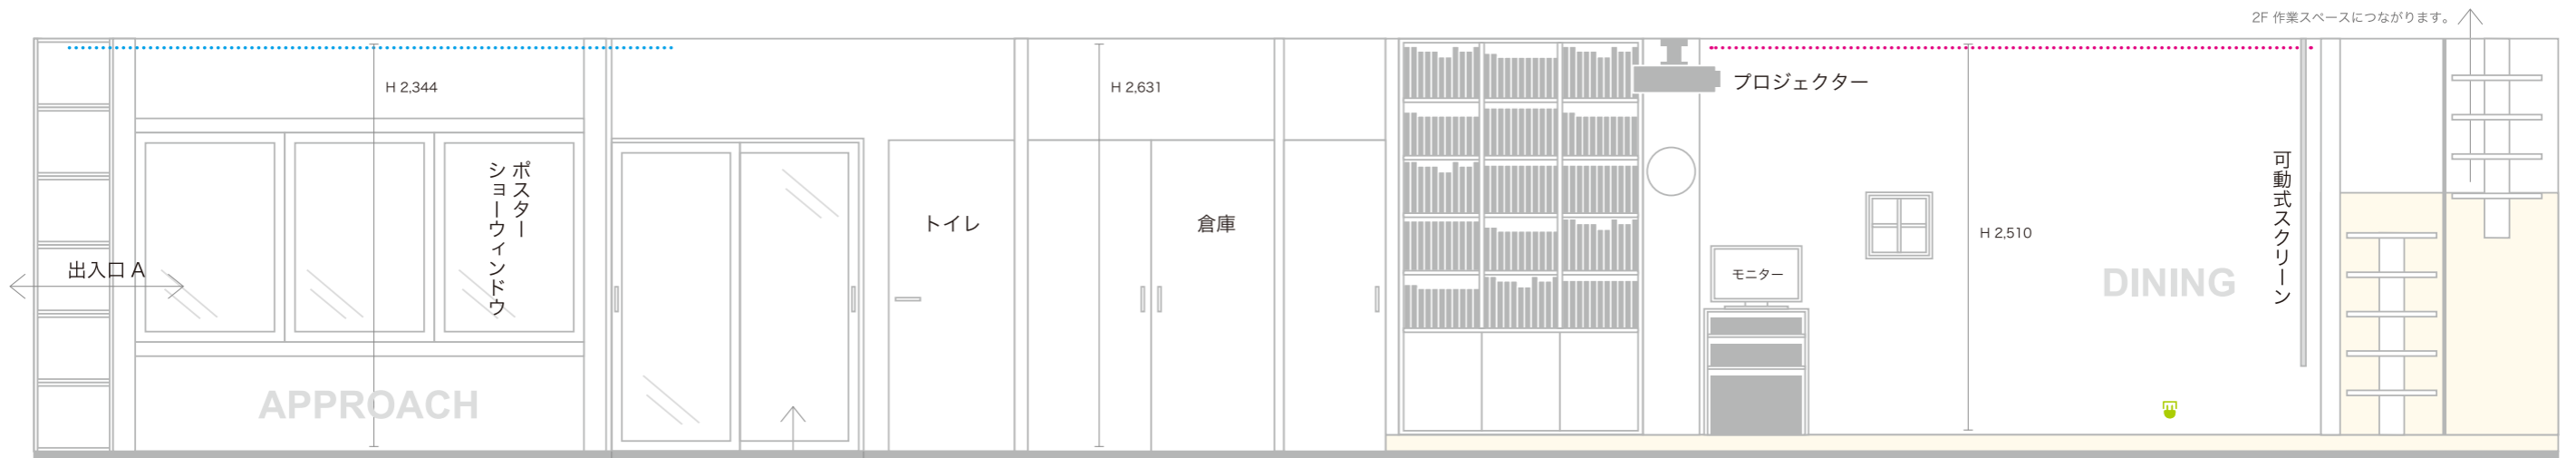 2F 作業スペースにつながります。
H 2,344
H 2,631
プロジェクター
ポスター
ショーウィンドウ
トイレ
倉庫
可動式スクリーン
H 2,510
出入口 A
モニター
DINING
APPROACH